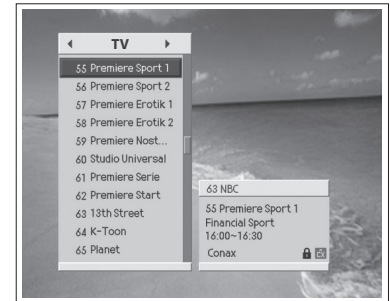 TV
55 Premiere Sport 1
56 Premiere Sport 2
57 Premiere Erotik 1
58 Premiere Erotik 2
59 Premiere Nost...
60 Studio Universal
61 Premiere Serie
62 Premiere Start
63 13th Street
64 K-Toon
65 Planet
63 NBC
55 Premiere Sport 1
Financial Sport
16:00~16:30
Conax